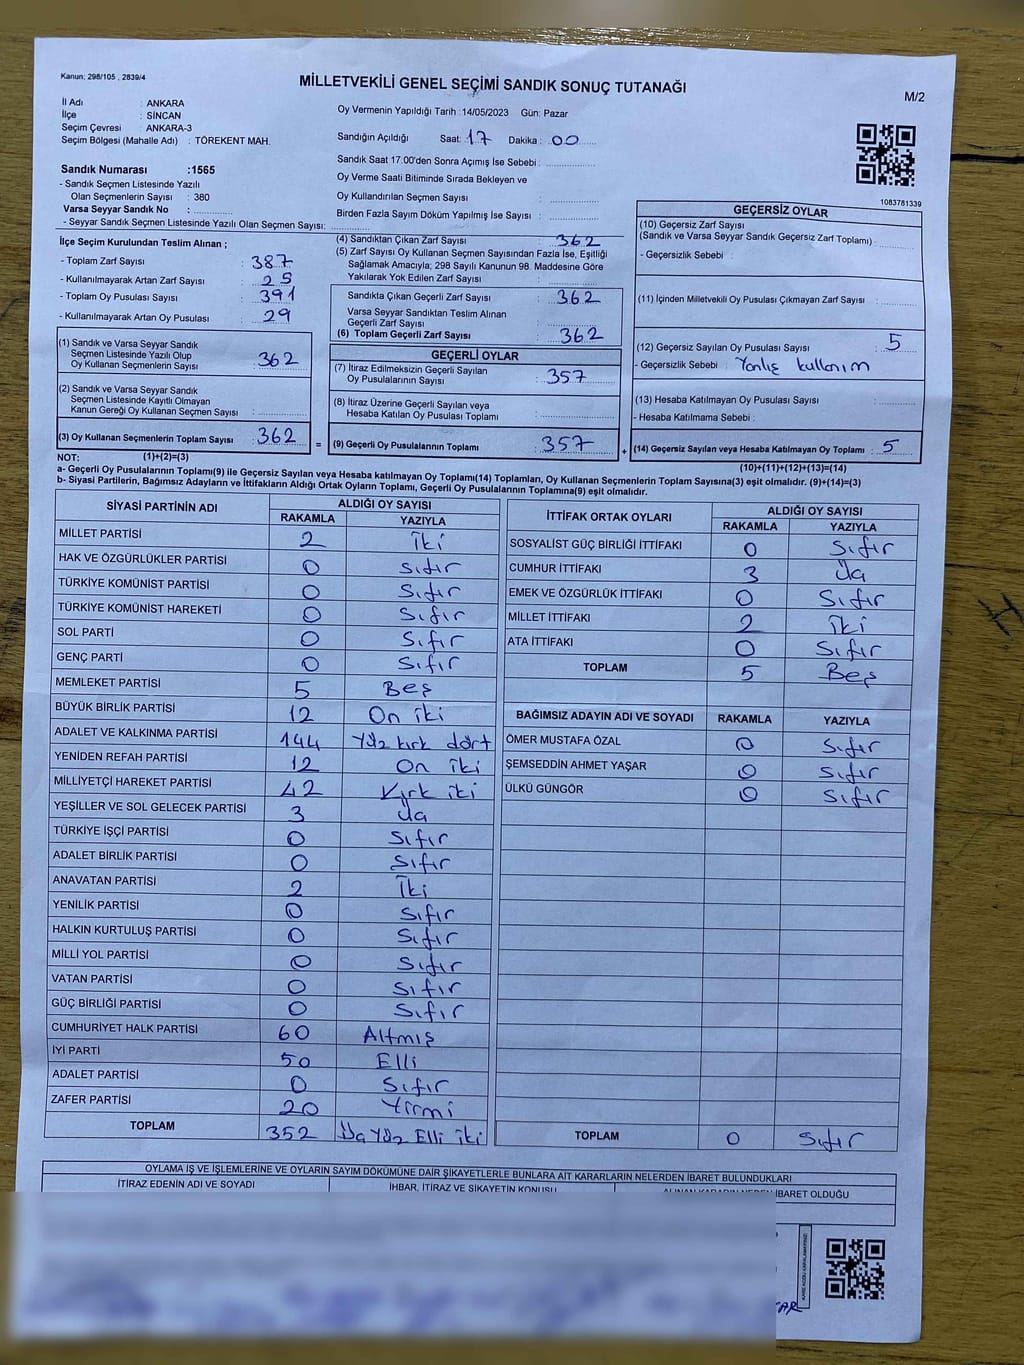 Kanun: 298/105 , 2839/4
MİLLETVEKİLİ GENEL SEÇİMİ SANDIK SONUÇ TUTANAĞI
M/2
İl Adı : ANKARA
İlçe : SİNCAN
Seçim Çevresi : ANKARA-3
Seçim Bölgesi (Mahalle Adı) : TÖREKENT MAH.
Oy Vermenin Yapıldığı Tarih : 14/05/2023 Gün: Pazar
Sandığın Açıldığı Saat: 17 Dakika : 00
Sandık Saat 17:00'den Sonra Açımış İse Sebebi :
Oy Verme Saati Bitiminde Sırada Bekleyen ve
Oy Kullandırılan Seçmen Sayısı :
Birden Fazla Sayım Döküm Yapılmış İse Sayısı :
Sandık Numarası :1565
- Sandık Seçmen Listesinde Yazılı
Olan Seçmenlerin Sayısı : 380
Varsa Seyyar Sandık No :
- Seyyar Sandık Seçmen Listesinde Yazılı Olan Seçmen Sayısı:
1083781339
İlçe Seçim Kurulundan Teslim Alınan ;
- Toplam Zarf Sayısı : 387
- Kullanılmayarak Artan Zarf Sayısı : 25
- Toplam Oy Pusulası Sayısı : 391
- Kullanılmayarak Artan Oy Pusulası : 29
(1) Sandık ve Varsa Seyyar Sandık
Seçmen Listesinde Yazılı Olup
Oy Kullanan Seçmenlerin Sayısı : 362
(2) Sandık ve Varsa Seyyar Sandık
Seçmen Listesinde Kayıtlı Olmayan
Kanun Gereği Oy Kullanan Seçmen Sayısı :
(3) Oy Kullanan Seçmenlerin Toplam Sayısı : 362
(4) Sandıktan Çıkan Zarf Sayısı : 362
(5) Zarf Sayısı Oy Kullanan Seçmen Sayısından Fazla İse, Eşitliği
Sağlamak Amacıyla; 298 Sayılı Kanunun 98. Maddesine Göre
Yakılarak Yok Edilen Zarf Sayısı :
Sandıkta Çıkan Geçerli Zarf Sayısı : 362
Varsa Seyyar Sandıktan Teslim Alınan
Geçerli Zarf Sayısı :
(6) Toplam Geçerli Zarf Sayısı : 362
GEÇERLİ OYLAR
(7) İtiraz Edilmeksizin Geçerli Sayılan
Oy Pusulalarının Sayısı : 357
(8) İtiraz Üzerine Geçerli Sayılan veya
Hesaba Katılan Oy Pusulası Toplamı :
= (9) Geçerli Oy Pusulalarının Toplamı : 357 +
GEÇERSİZ OYLAR
(10) Geçersiz Zarf Sayısı
(Sandık ve Varsa Seyyar Sandık Geçersiz Zarf Toplamı) :
- Geçersizlik Sebebi :
(11) İçinden Milletvekili Oy Pusulası Çıkmayan Zarf Sayısı :
(12) Geçersiz Sayılan Oy Pusulası Sayısı : 5
- Geçersizlik Sebebi : Yanlış kullanım
(13) Hesaba Katılmayan Oy Pusulası Sayısı :
- Hesaba Katılmama Sebebi :
(14) Geçersiz Sayılan veya Hesaba Katılmayan Oy Toplamı : 5
NOT: (1)+(2)=(3)
(10)+(11)+(12)+(13)=(14)
a- Geçerli Oy Pusulalarının Toplamı(9) ile Geçersiz Sayılan veya Hesaba katılmayan Oy Toplamı(14) Toplamları, Oy Kullanan Seçmenlerin Toplam Sayısına(3) eşit olmalıdır. (9)+(14)=(3)
b- Siyasi Partilerin, Bağımsız Adayların ve İttifakların Aldığı Ortak Oyların Toplamı, Geçerli Oy Pusulalarının Toplamına(9) eşit olmalıdır.
SİYASİ PARTİNİN ADI ALDIĞI OY SAYISI
RAKAMLA YAZIYLA
MİLLET PARTİSİ 2 İki
HAK VE ÖZGÜRLÜKLER PARTİSİ 0 Sıfır
TÜRKİYE KOMÜNİST PARTİSİ 0 Sıfır
TÜRKİYE KOMÜNİST HAREKETİ 0 Sıfır
SOL PARTİ 0 Sıfır
GENÇ PARTİ 0 Sıfır
MEMLEKET PARTİSİ 5 Beş
BÜYÜK BİRLİK PARTİSİ 12 On iki
ADALET VE KALKINMA PARTİSİ 144 Yüz kırk dört
YENİDEN REFAH PARTİSİ 12 On iki
MİLLİYETÇİ HAREKET PARTİSİ 42 Kırk iki
YEŞİLLER VE SOL GELECEK PARTİSİ 3 Üç
TÜRKİYE İŞÇİ PARTİSİ 0 Sıfır
ADALET BİRLİK PARTİSİ 0 Sıfır
ANAVATAN PARTİSİ 2 İki
YENİLİK PARTİSİ 0 Sıfır
HALKIN KURTULUŞ PARTİSİ 0 Sıfır
MİLLİ YOL PARTİSİ 0 Sıfır
VATAN PARTİSİ 0 Sıfır
GÜÇ BİRLİĞİ PARTİSİ 0 Sıfır
CUMHURİYET HALK PARTİSİ 60 Altmış
İYİ PARTİ 50 Elli
ADALET PARTİSİ 0 Sıfır
ZAFER PARTİSİ 20 Yirmi
TOPLAM 352 Üç Yüz Elli iki
İTTİFAK ORTAK OYLARI ALDIĞI OY SAYISI
RAKAMLA YAZIYLA
SOSYALİST GÜÇ BİRLİĞİ İTTİFAKI 0 Sıfır
CUMHUR İTTİFAKI 3 Üç
EMEK VE ÖZGÜRLÜK İTTİFAKI 0 Sıfır
MİLLET İTTİFAKI 2 İki
ATA İTTİFAKI 0 Sıfır
TOPLAM 5 Beş
BAĞIMSIZ ADAYIN ADI VE SOYADI RAKAMLA YAZIYLA
ÖMER MUSTAFA ÖZAL 0 Sıfır
ŞEMSEDDİN AHMET YAŞAR 0 Sıfır
ÜLKÜ GÜNGÖR 0 Sıfır
TOPLAM 0 Sıfır
OYLAMA İŞ VE İŞLEMLERİNE VE OYLARIN SAYIM DÖKÜMÜNE DAİR ŞİKAYETLERLE BUNLARA AİT KARARLARIN NELERDEN İBARET BULUNDUKLARI
İTİRAZ EDENİN ADI VE SOYADI İHBAR, İTİRAZ VE ŞİKAYETİN KONUSU ALINAN KARARIN NEDEN İBARET OLDUĞU